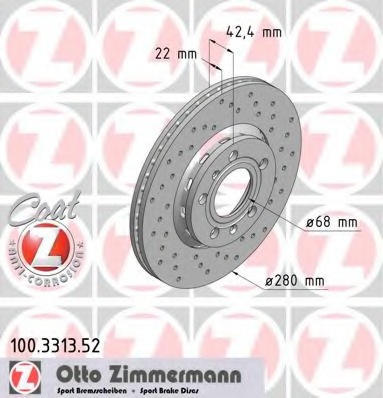 42,4 mm
22 mm
ø68 mm
ø280 mm
Coat
Z
ANTI-CORROSION
100.3313.52
Z
Otto Zimmermann
Sport Bremsscheiben • Sport Brake Discs